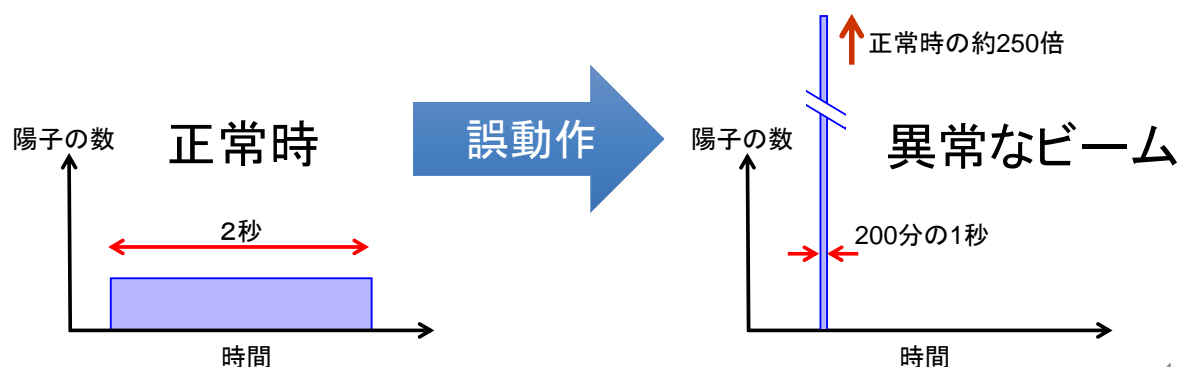 正常時の約250倍
陽子の数
正常時
誤動作
陽子の数
異常なビーム
２秒
200分の1秒
時間
時間